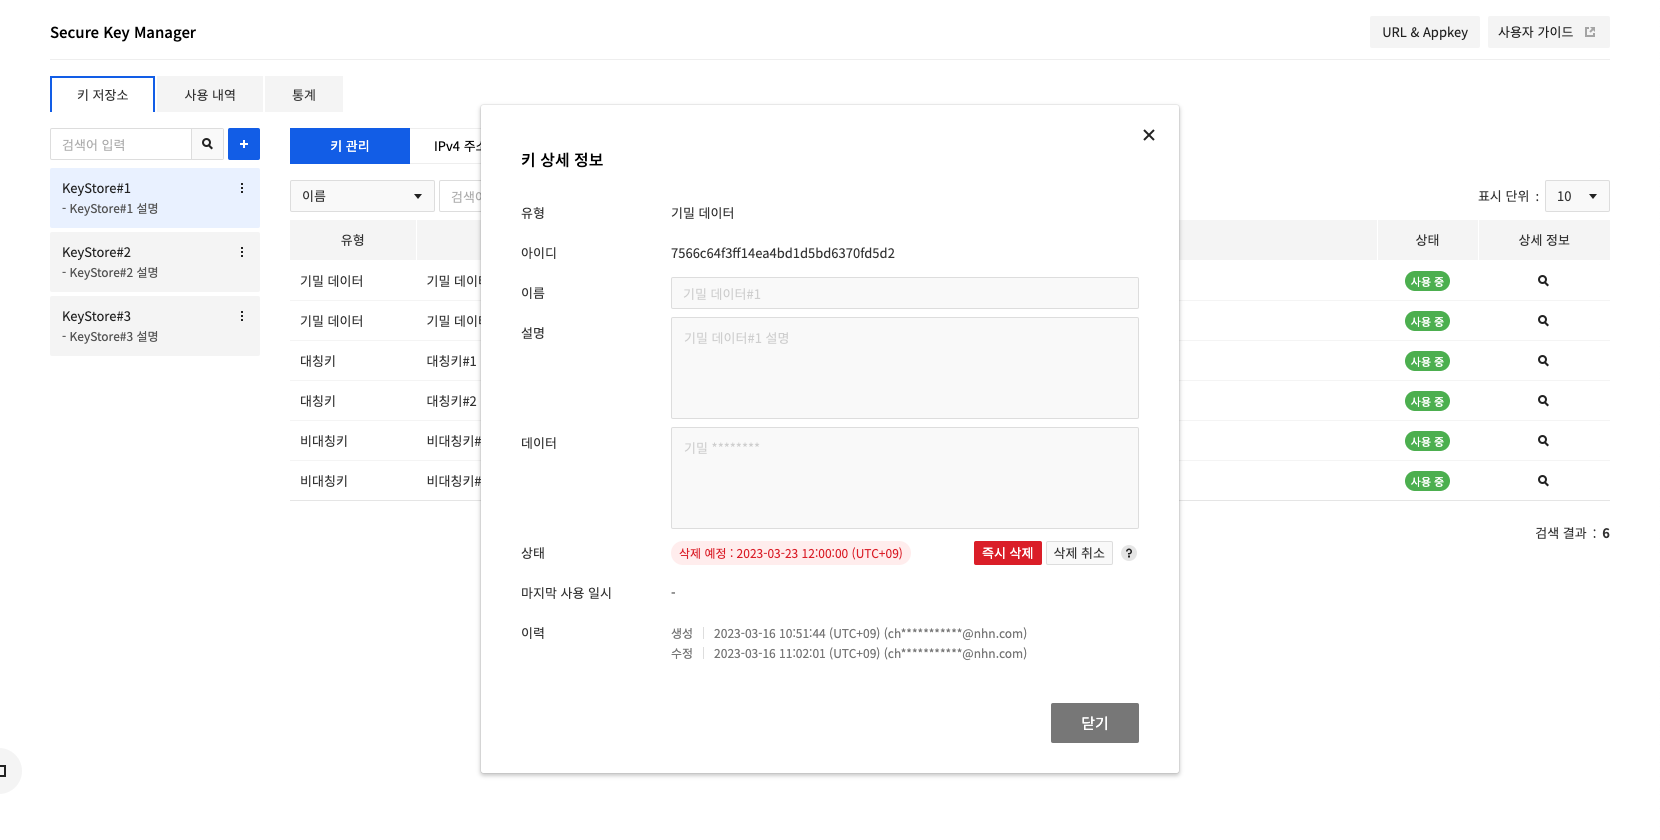 Secure Key Manager
URL & Appkey
사용자 가이드
키 저장소
사용 내역
통계
검색어 입력
+
KeyStore#1
- KeyStore#1 설명
KeyStore#2
- KeyStore#2 설명
KeyStore#3
- KeyStore#3 설명
키 관리
IPv4 주소
이름
검색어
표시 단위 :
10
유형
상태
상세 정보
기밀 데이터
기밀 데이터
사용 중
기밀 데이터
기밀 데이터
사용 중
대칭키
대칭키#1
사용 중
대칭키
대칭키#2
사용 중
비대칭키
비대칭키#
사용 중
비대칭키
비대칭키#
사용 중
검색 결과 : 6
키 상세 정보
유형
기밀 데이터
아이디
7566c64f3ff14ea4bd1d5bd6370fd5d2
이름
기밀 데이터#1
설명
기밀 데이터#1 설명
데이터
기밀 ********
상태
삭제 예정 : 2023-03-23 12:00:00 (UTC+09)
즉시 삭제
삭제 취소
?
마지막 사용 일시
-
이력
생성 2023-03-16 10:51:44 (UTC+09) (ch***********@nhn.com)
수정 2023-03-16 11:02:01 (UTC+09) (ch***********@nhn.com)
닫기